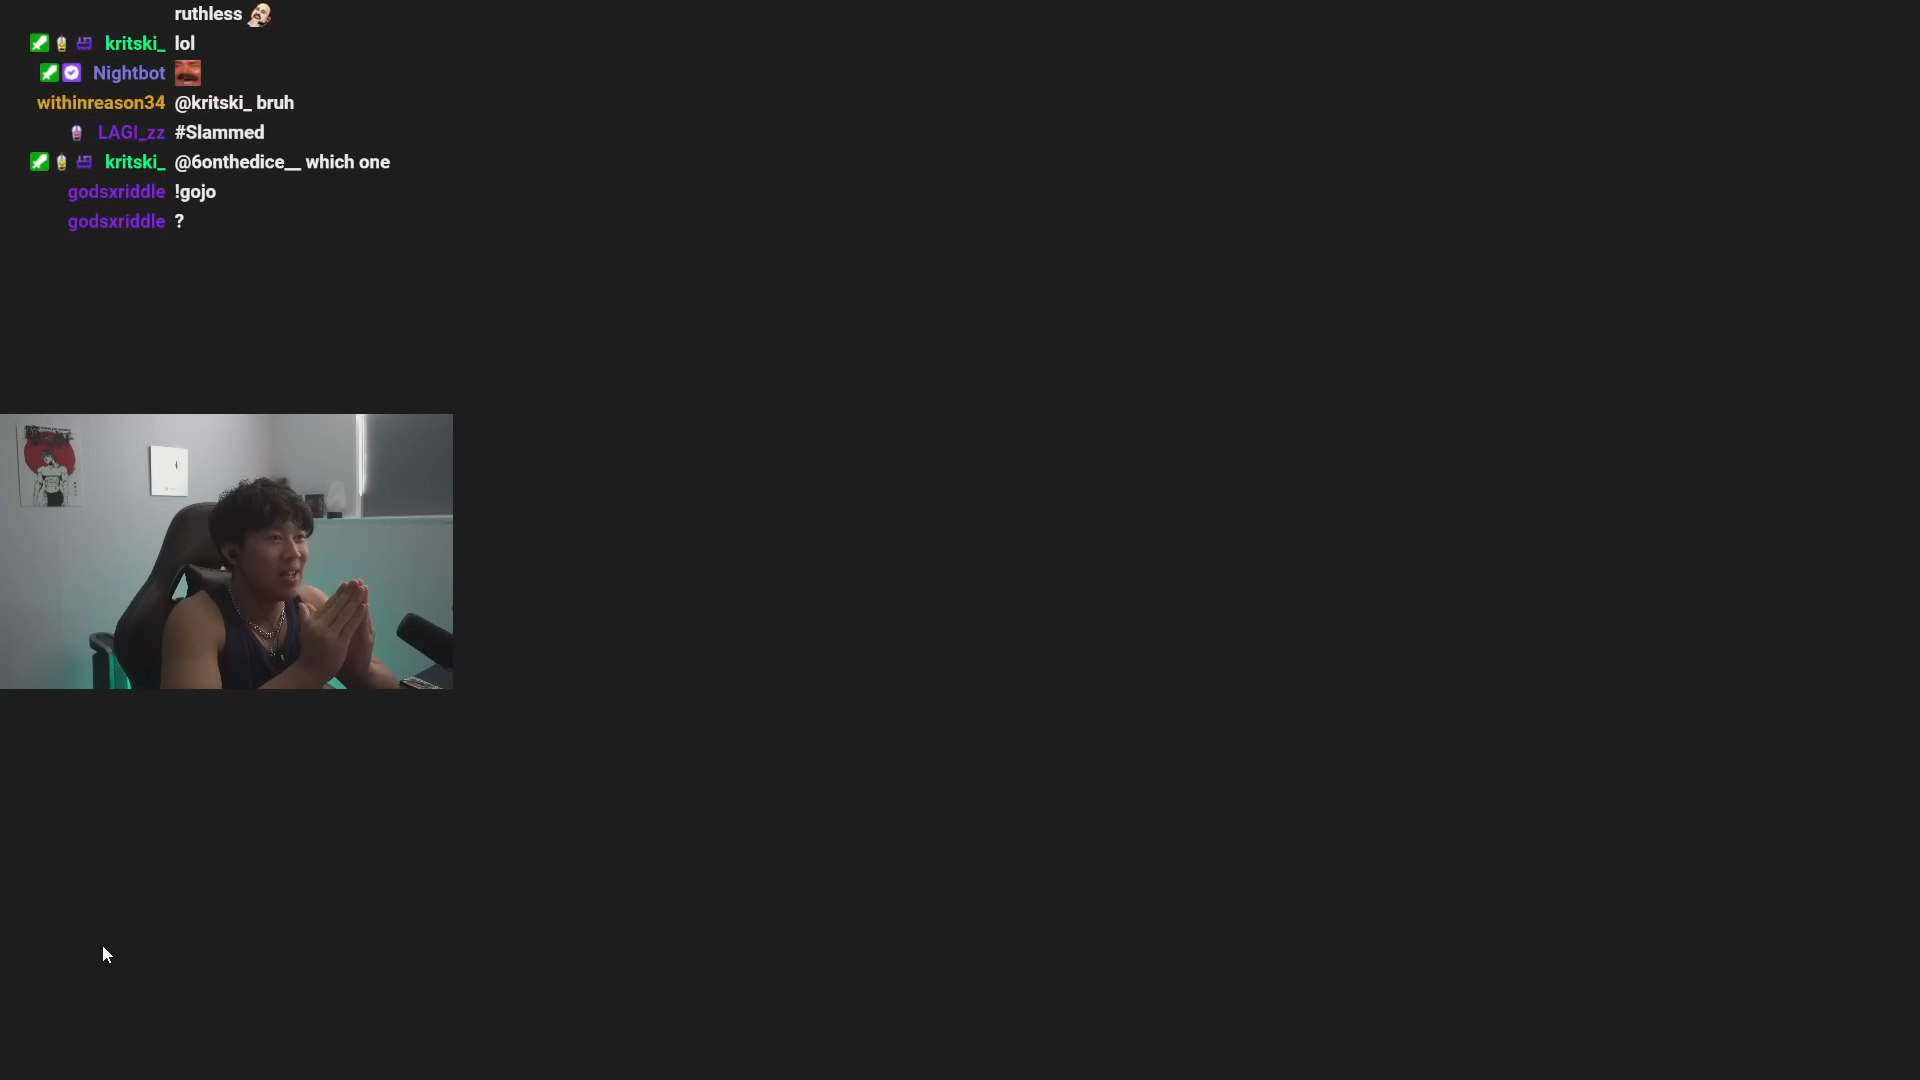 ruthless
kritski_ lol
Nightbot
withinreason34 @kritski_ bruh
LAGI_zz #Slammed
kritski_ @6onthedice__ which one
godsxriddle !gojo
godsxriddle ?